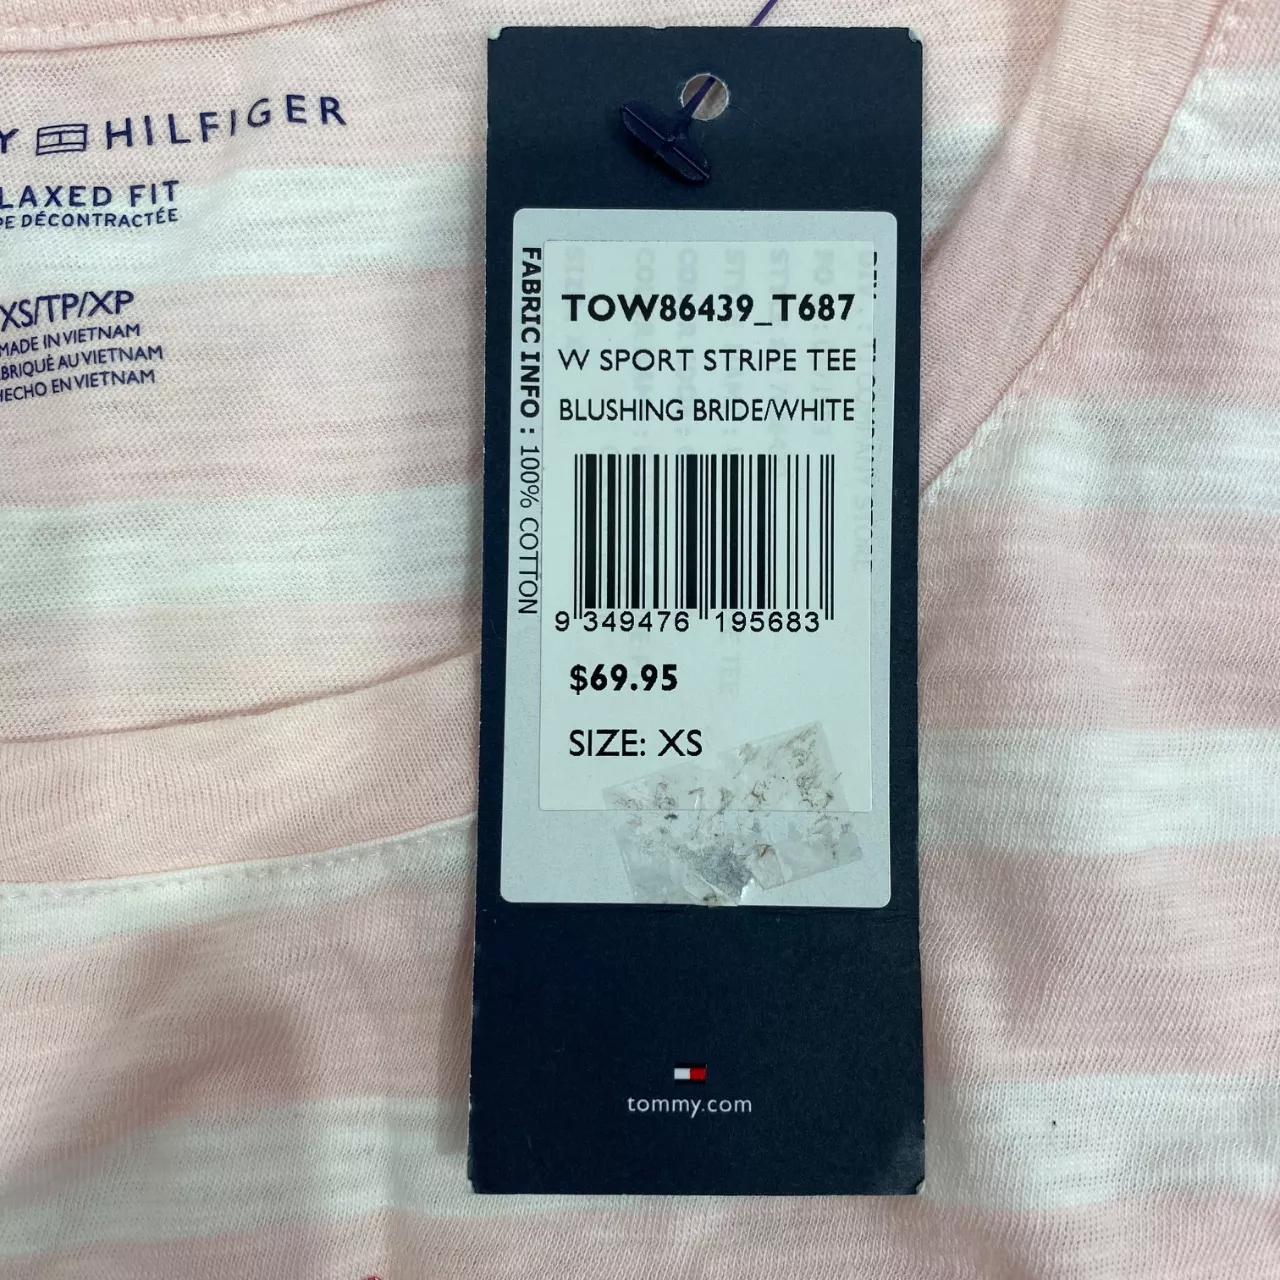 Y HILFIGER
LAXED FIT
PE DÉCONTRACTÉE
XS/TP/XP
MADE IN VIETNAM
BRIQUÉ AU VIETNAM
HECHO EN VIETNAM
FABRIC INFO : 100% COTTON
TOW86439_T687
W SPORT STRIPE TEE
BLUSHING BRIDE/WHITE
9 349476 195683
$69.95
SIZE: XS
tommy.com